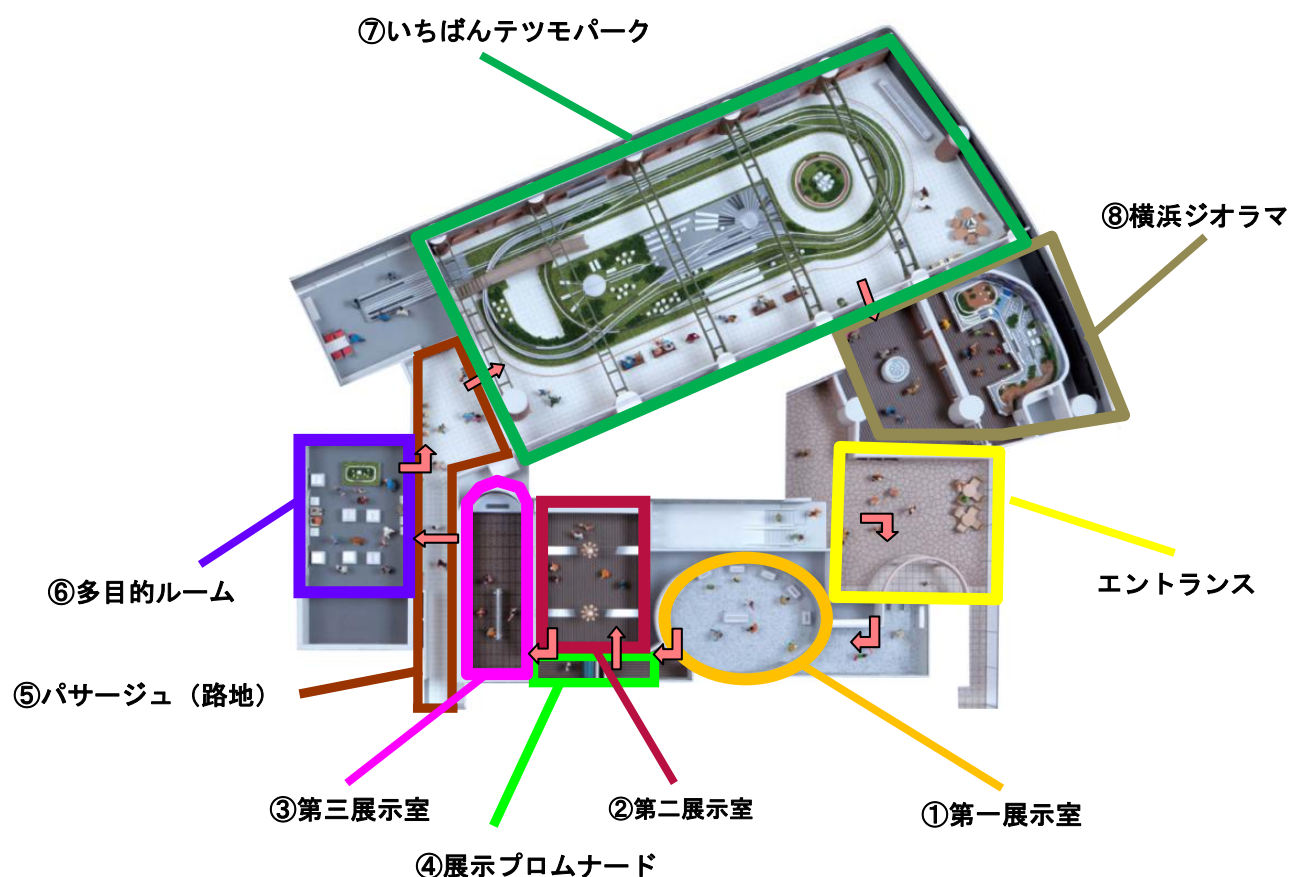 ⑦いちばんテツモパーク
⑧横浜ジオラマ
エントランス
⑥多目的ルーム
⑤パサージュ（路地）
③第三展示室
②第二展示室
①第一展示室
④展示プロムナード